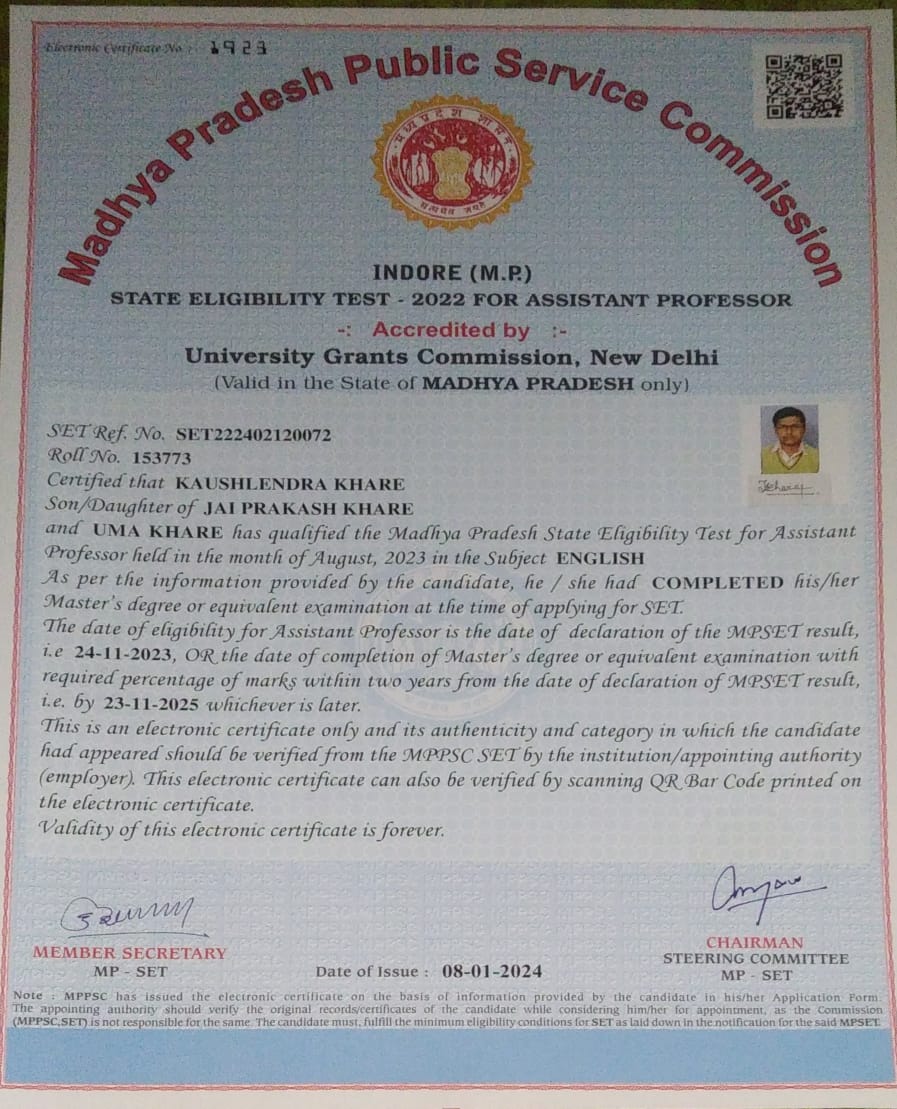 Electronic Certificate No : 1923
Madhya Pradesh Public Service Commission
मध्यप्रदेश शासन
सत्यमेव जयते
INDORE (M.P.)
STATE ELIGIBILITY TEST - 2022 FOR ASSISTANT PROFESSOR
-: Accredited by :-
University Grants Commission, New Delhi
(Valid in the State of MADHYA PRADESH only)
SET Ref. No. SET222402120072
Roll No. 153773
Certified that KAUSHLENDRA KHARE
Son/Daughter of JAI PRAKASH KHARE
and UMA KHARE has qualified the Madhya Pradesh State Eligibility Test for Assistant
Professor held in the month of August, 2023 in the Subject ENGLISH
As per the information provided by the candidate, he / she had COMPLETED his/her
Master's degree or equivalent examination at the time of applying for SET.
The date of eligibility for Assistant Professor is the date of declaration of the MPSET result,
i.e 24-11-2023, OR the date of completion of Master's degree or equivalent examination with
required percentage of marks within two years from the date of declaration of MPSET result,
i.e. by 23-11-2025 whichever is later.
This is an electronic certificate only and its authenticity and category in which the candidate
had appeared should be verified from the MPPSC SET by the institution/appointing authority
(employer). This electronic certificate can also be verified by scanning QR Bar Code printed on
the electronic certificate.
Validity of this electronic certificate is forever.
MEMBER SECRETARY
MP - SET
Date of Issue : 08-01-2024
CHAIRMAN
STEERING COMMITTEE
MP - SET
Note : MPPSC has issued the electronic certificate on the basis of information provided by the candidate in his/her Application Form.
The appointing authority should verify the original records/certificates of the candidate while considering him/her for appointment, as the Commission
(MPPSC,SET) is not responsible for the same. The candidate must, fulfill the minimum eligibility conditions for SET as laid down in the notification for the said MPSET.